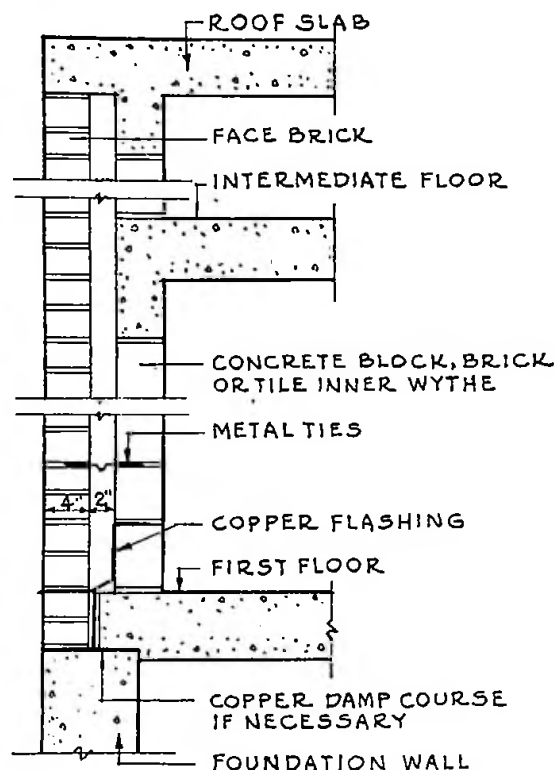 ROOF SLAB
FACE BRICK
INTERMEDIATE FLOOR
CONCRETE BLOCK, BRICK
OR TILE INNER WYTHE
METAL TIES
4" 2"
COPPER FLASHING
FIRST FLOOR
COPPER DAMP COURSE
IF NECESSARY
FOUNDATION WALL